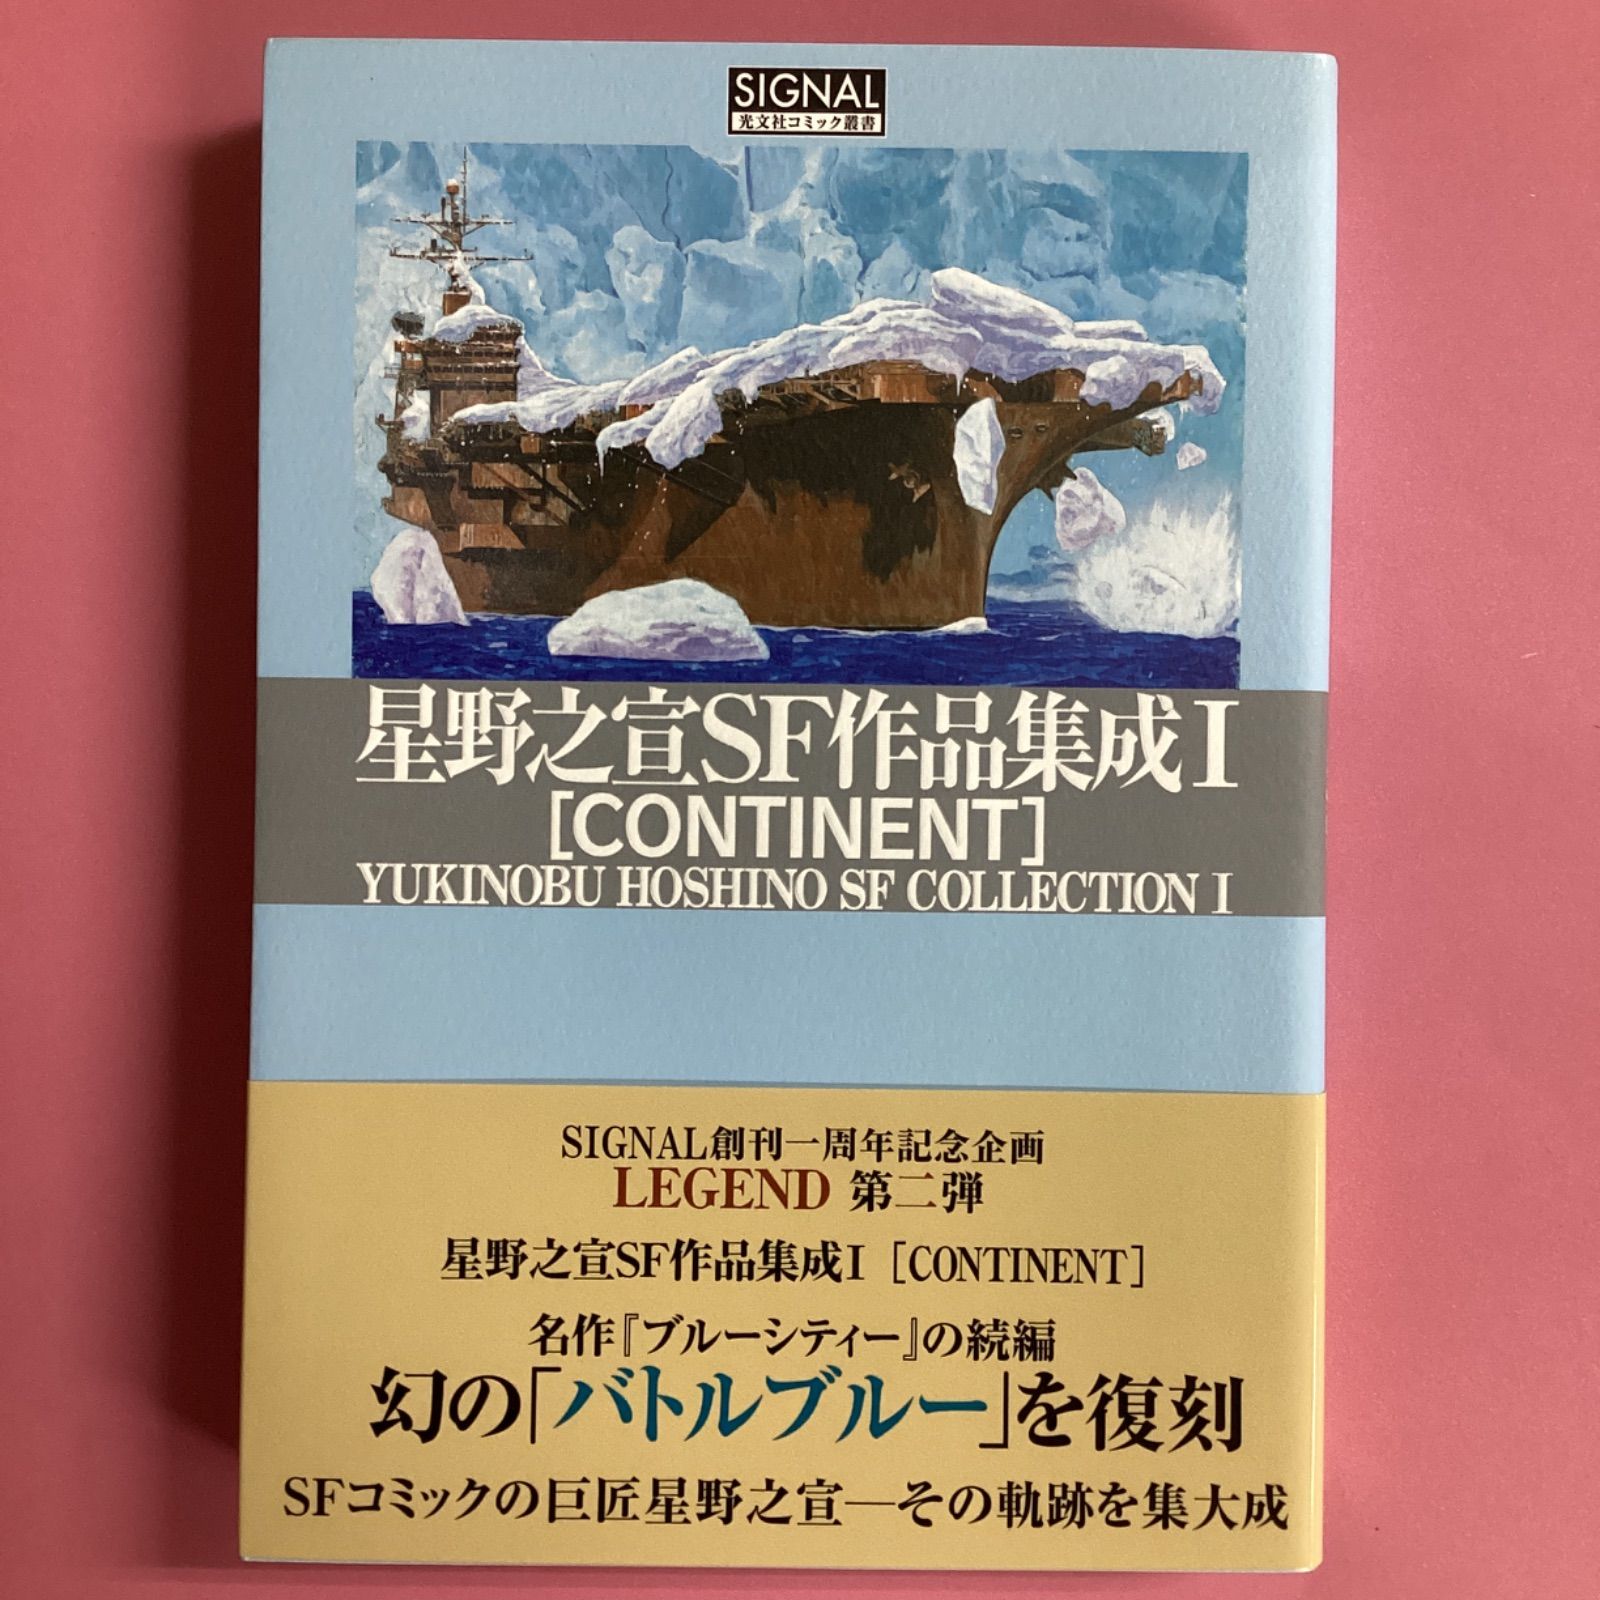 SIGNAL
光文社コミック叢書
星野之宣SF作品集成I
[CONTINENT]
YUKINOBU HOSHINO SF COLLECTION I
SIGNAL創刊一周年記念企画
LEGEND 第二弾
星野之宣SF作品集成I [CONTINENT]
名作『ブルーシティー』の続編
幻の「バトルブルー」を復刻
SFコミックの巨匠星野之宣―その軌跡を集大成